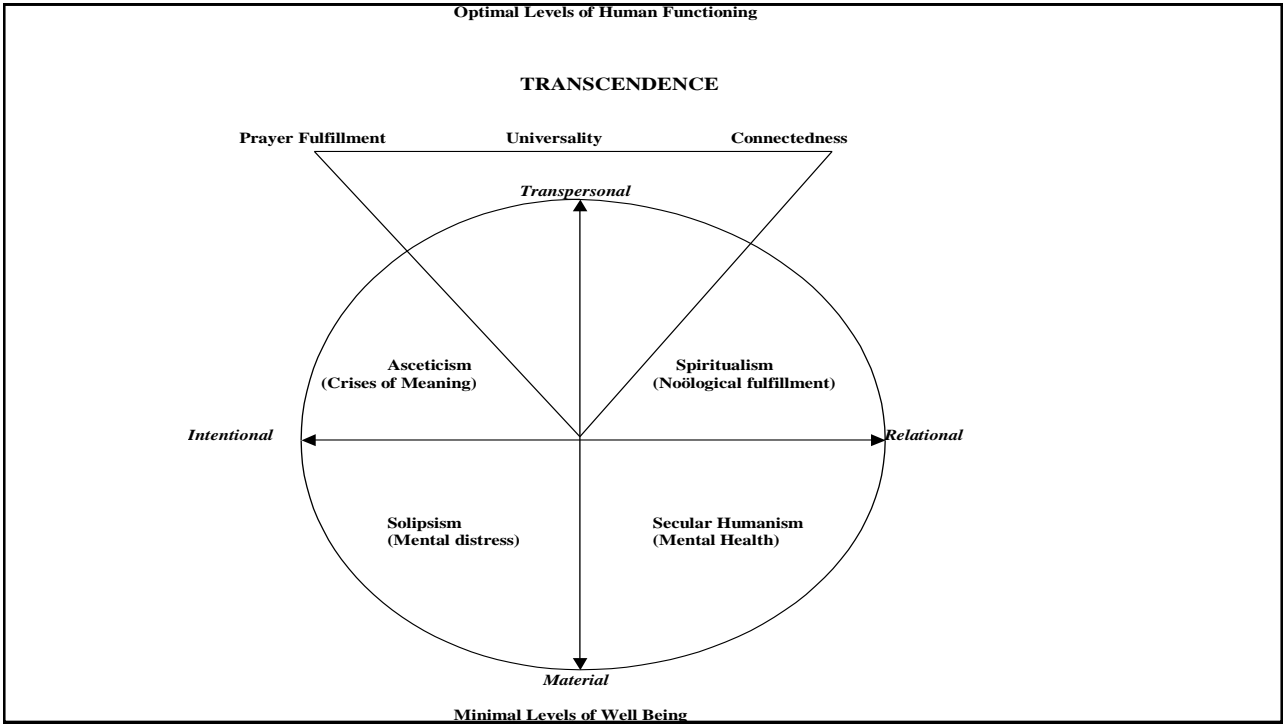 Optimal Levels of Human Functioning
TRANSCENDENCE
Prayer Fulfillment Universality Connectedness
Transpersonal
Asceticism
(Crises of Meaning)
Spiritualism
(Noölogical fulfillment)
Intentional
Relational
Solipsism
(Mental distress)
Secular Humanism
(Mental Health)
Material
Minimal Levels of Well Being